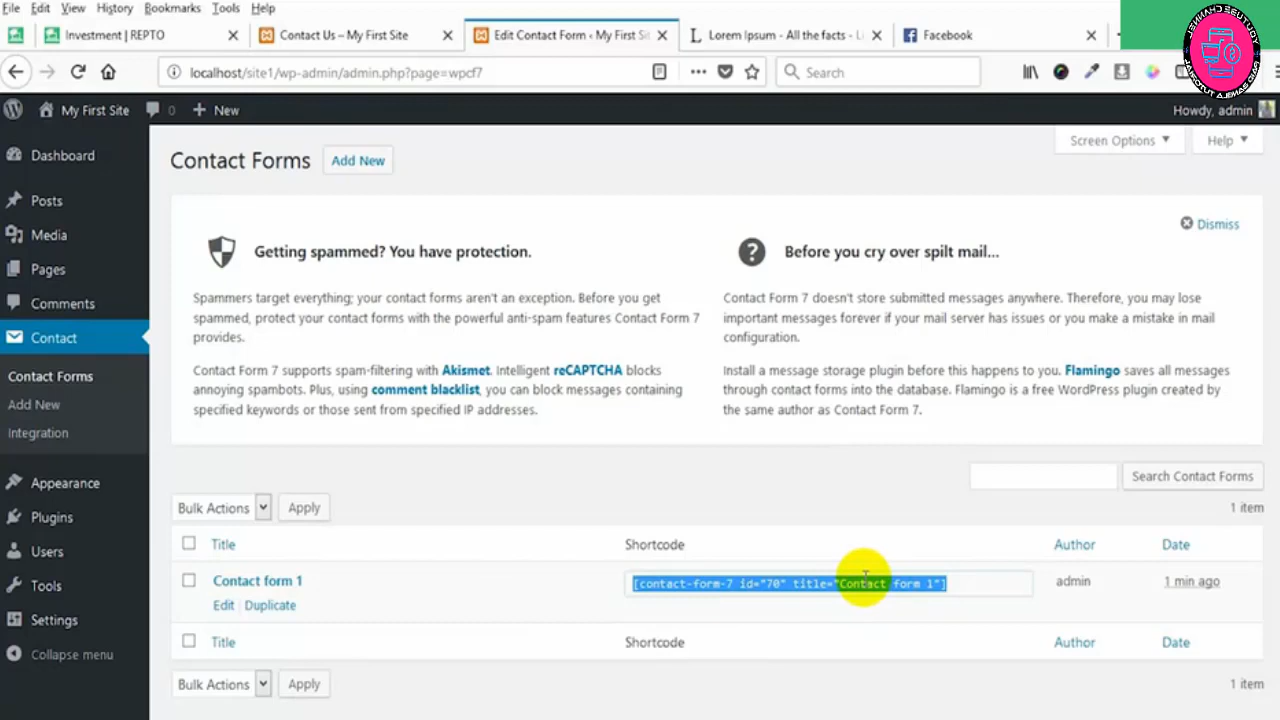 File Edit View History Bookmarks Tools Help
Investment | REPTO
Contact Us – My First Site
Edit Contact Form ‹ My First Sit
Lorem Ipsum - All the facts - Li
Facebook
localhost/site1/wp-admin/admin.php?page=wpcf7
Search
My First Site
0
New
Howdy, admin
Dashboard
Posts
Media
Pages
Comments
Contact
Contact Forms
Add New
Integration
Appearance
Plugins
Users
Tools
Settings
Collapse menu
Screen Options
Help
Contact Forms
Add New
Dismiss
Getting spammed? You have protection.
Spammers target everything; your contact forms aren't an exception. Before you get
spammed, protect your contact forms with the powerful anti-spam features Contact Form 7
provides.
Contact Form 7 supports spam-filtering with Akismet. Intelligent reCAPTCHA blocks
annoying spambots. Plus, using comment blacklist, you can block messages containing
specified keywords or those sent from specified IP addresses.
Before you cry over spilt mail...
Contact Form 7 doesn't store submitted messages anywhere. Therefore, you may lose
important messages forever if your mail server has issues or you make a mistake in mail
configuration.
Install a message storage plugin before this happens to you. Flamingo saves all messages
through contact forms into the database. Flamingo is a free WordPress plugin created by
the same author as Contact Form 7.
Search Contact Forms
Bulk Actions
Apply
1 item
Title Shortcode Author Date
Contact form 1 [contact-form-7 id="70" title="Contact form 1"] admin 1 min ago
Edit | Duplicate
Title Shortcode Author Date
Bulk Actions
Apply
1 item